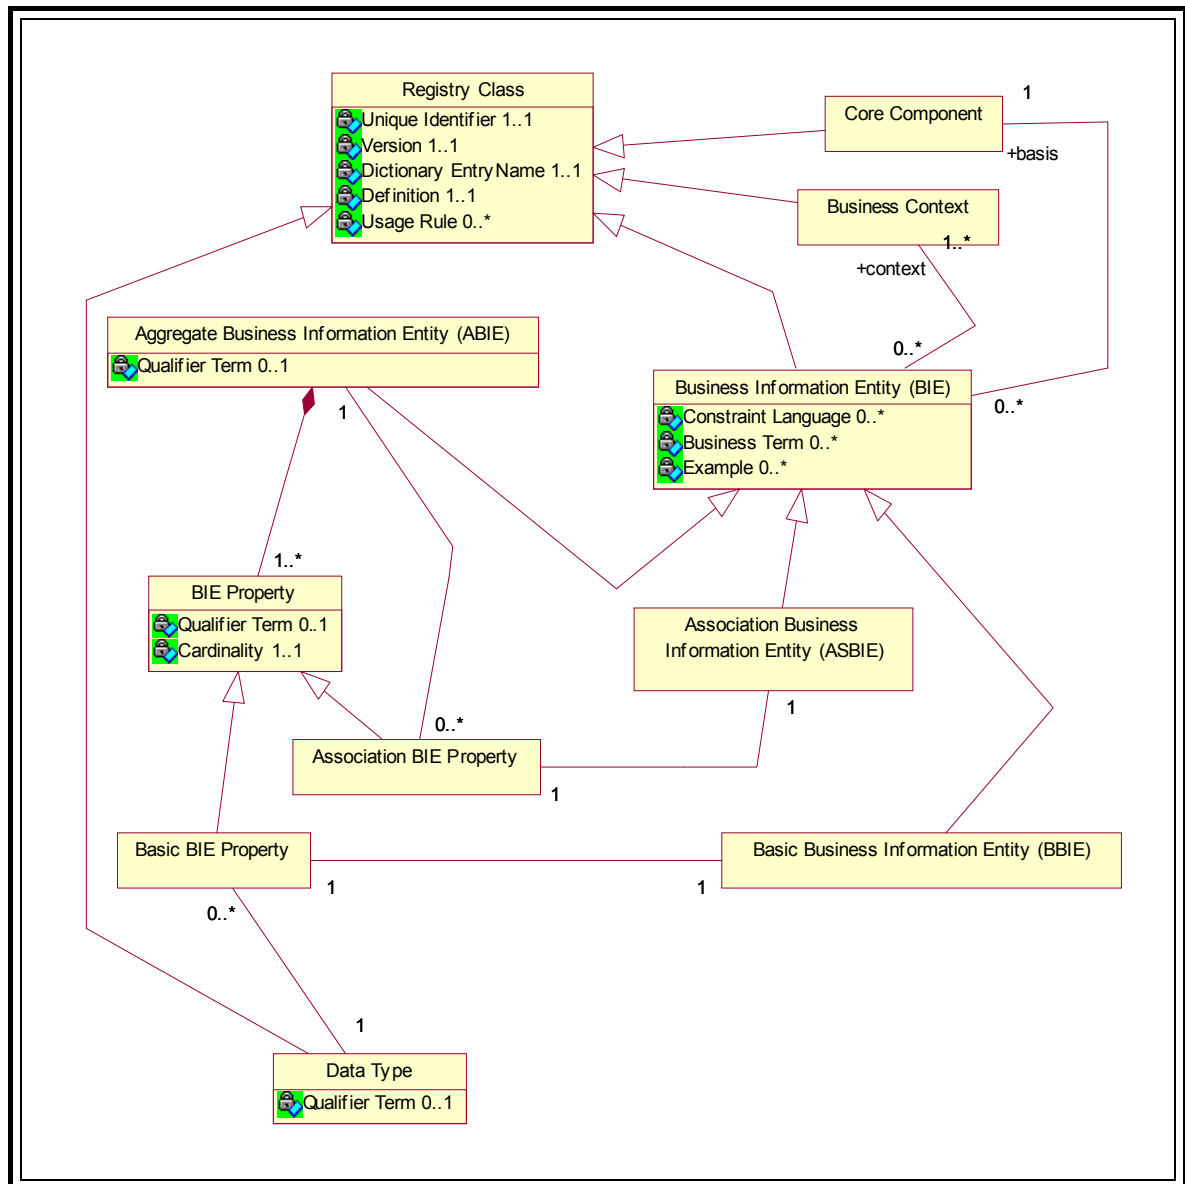 Registry Class
Unique Identifier 1..1
Version 1..1
Dictionary Entry Name 1..1
Definition 1..1
Usage Rule 0..*
1
Core Component
+basis
Business Context
1..*
+context
0..*
Aggregate Business Information Entity (ABIE)
Qualifier Term 0..1
1
Business Information Entity (BIE)
Constraint Language 0..*
Business Term 0..*
Example 0..*
0..*
1..*
BIE Property
Qualifier Term 0..1
Cardinality 1..1
Association Business
Information Entity (ASBIE)
1
0..*
Association BIE Property
1
Basic BIE Property
1
1
Basic Business Information Entity (BBIE)
0..*
1
Data Type
Qualifier Term 0..1